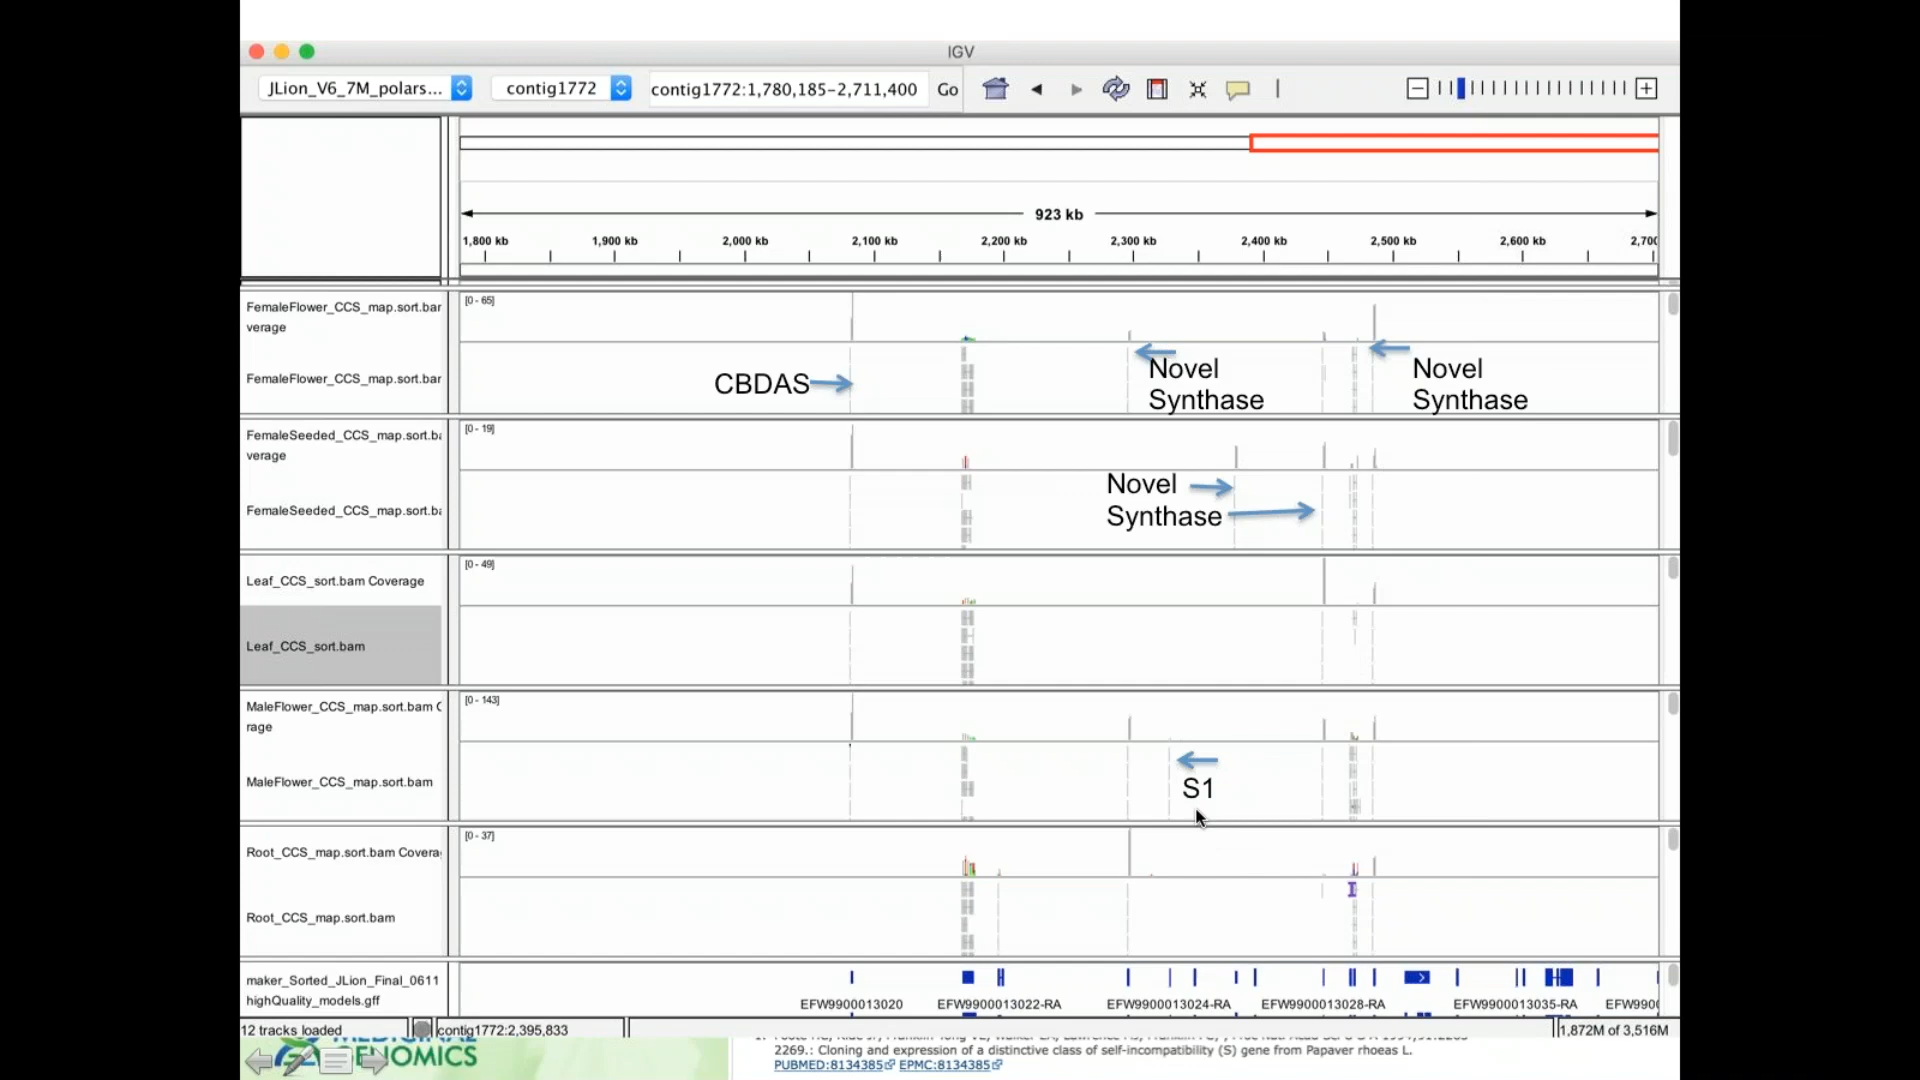 IGV
JLion_V6_7M_polars... contig1772 contig1772:1,780,185-2,711,400 Go
923 kb
1,800 kb 1,900 kb 2,000 kb 2,100 kb 2,200 kb 2,300 kb 2,400 kb 2,500 kb 2,600 kb 2,700
FemaleFlower_CCS_map.sort.bar
verage
[0 - 65]
FemaleFlower_CCS_map.sort.bar
CBDAS
Novel
Synthase
Novel
Synthase
FemaleSeeded_CCS_map.sort.ba
verage
[0 - 19]
FemaleSeeded_CCS_map.sort.ba
Novel
Synthase
Leaf_CCS_sort.bam Coverage
[0 - 49]
Leaf_CCS_sort.bam
MaleFlower_CCS_map.sort.bam C
rage
[0 - 143]
MaleFlower_CCS_map.sort.bam
S1
Root_CCS_map.sort.bam Covera
[0 - 37]
Root_CCS_map.sort.bam
maker_Sorted_JLion_Final_0611
highQuality_models.gff
EFW9900013020 EFW9900013022-RA EFW9900013024-RA EFW9900013028-RA EFW9900013035-RA EFW9900
12 tracks loaded contig1772:2,395,833 1,872M of 3,516M
GENOMICS
2269.: Cloning and expression of a distinctive class of self-incompatibility (S) gene from Papaver rhoeas L.
PUBMED:8134385 EPMC:8134385